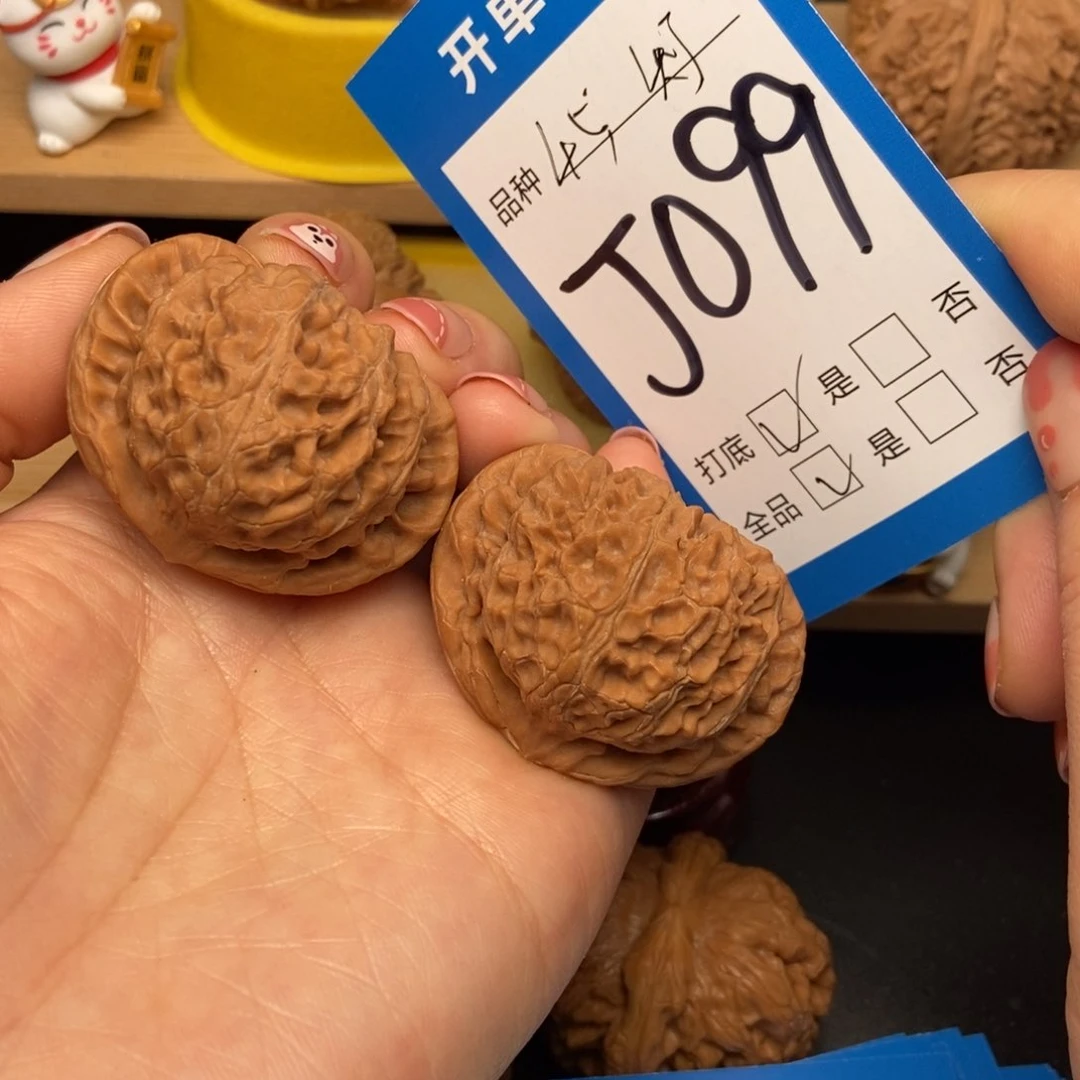 开单
品种
J099
打底 ☑ 是 ☐ 否
全品 ☑ 是 ☐ 否